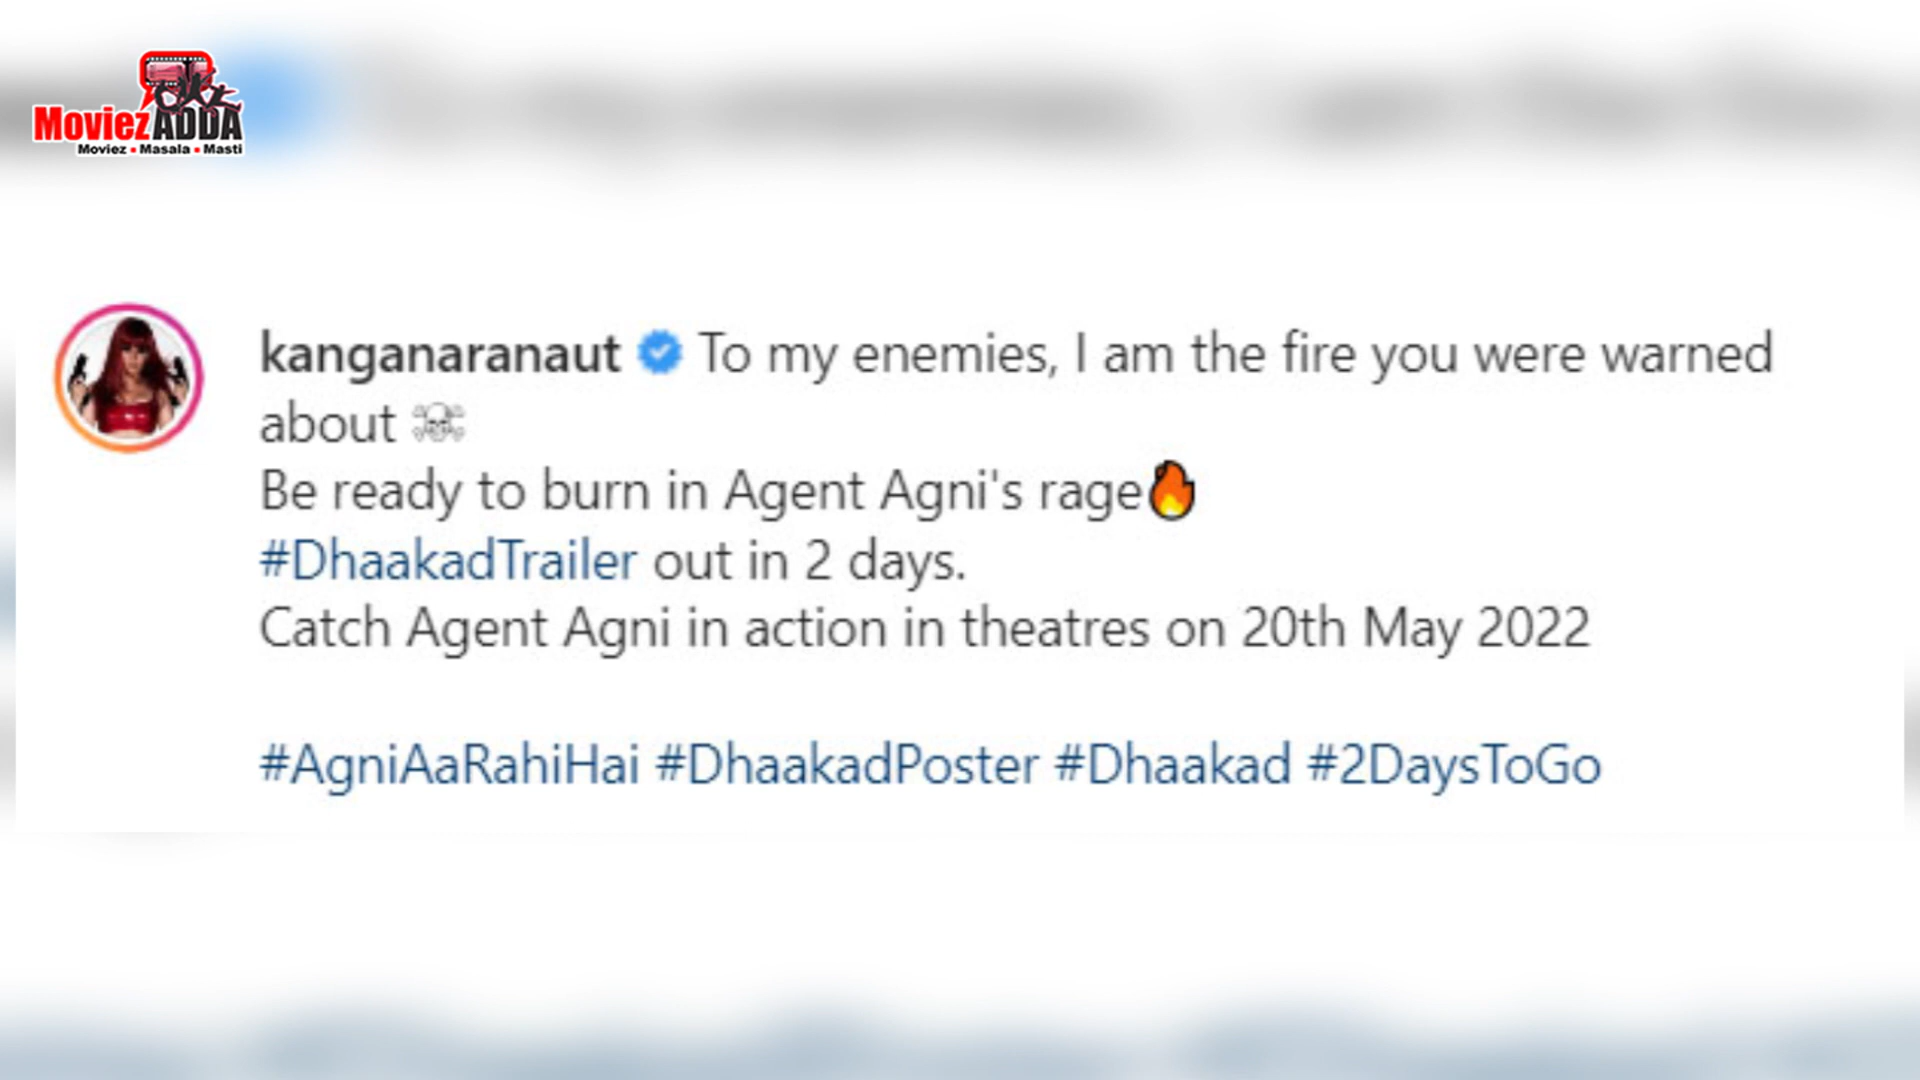 MoviezADDA
Moviez • Masala • Masti
kanganaranaut To my enemies, I am the fire you were warned
about ☠
Be ready to burn in Agent Agni's rage🔥
#DhaakadTrailer out in 2 days.
Catch Agent Agni in action in theatres on 20th May 2022
#AgniAaRahiHai #DhaakadPoster #Dhaakad #2DaysToGo